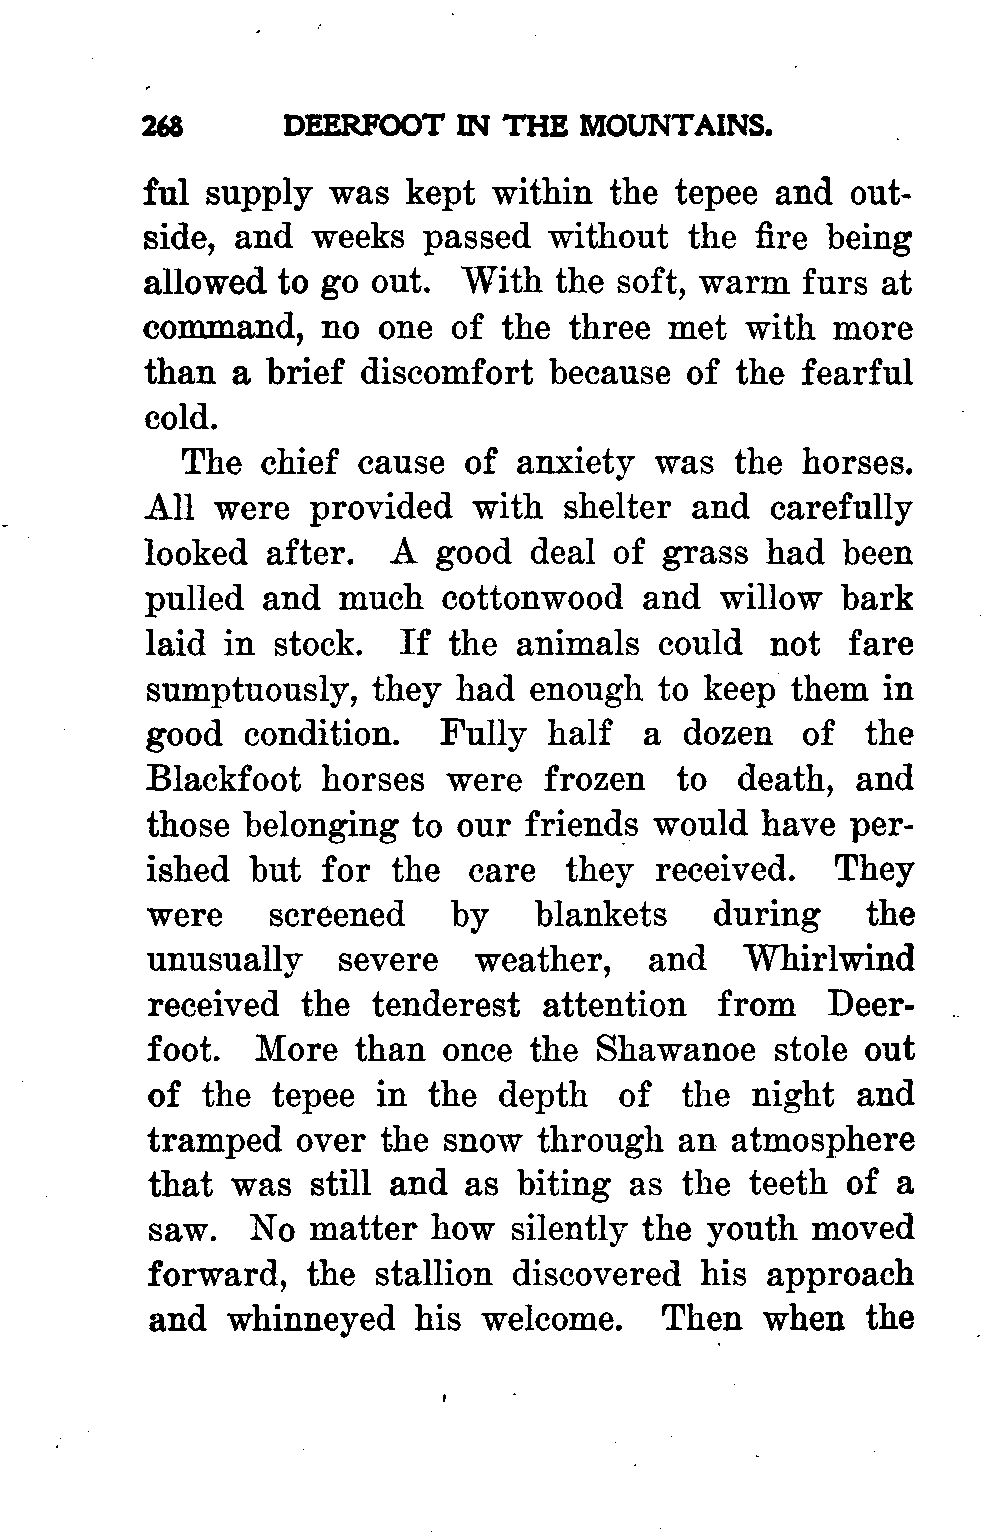 268 DEERFOOT IN THE MOUNTAINS.
ful supply was kept within the tepee and out-
side, and weeks passed without the fire being
allowed to go out. With the soft, warm furs at
command, no one of the three met with more
than a brief discomfort because of the fearful
cold.
The chief cause of anxiety was the horses.
All were provided with shelter and carefully
looked after. A good deal of grass had been
pulled and much cottonwood and willow bark
laid in stock. If the animals could not fare
sumptuously, they had enough to keep them in
good condition. Fully half a dozen of the
Blackfoot horses were frozen to death, and
those belonging to our friends would have per-
ished but for the care they received. They
were screened by blankets during the
unusually severe weather, and Whirlwind
received the tenderest attention from Deer-
foot. More than once the Shawanoe stole out
of the tepee in the depth of the night and
tramped over the snow through an atmosphere
that was still and as biting as the teeth of a
saw. No matter how silently the youth moved
forward, the stallion discovered his approach
and whinneyed his welcome. Then when the